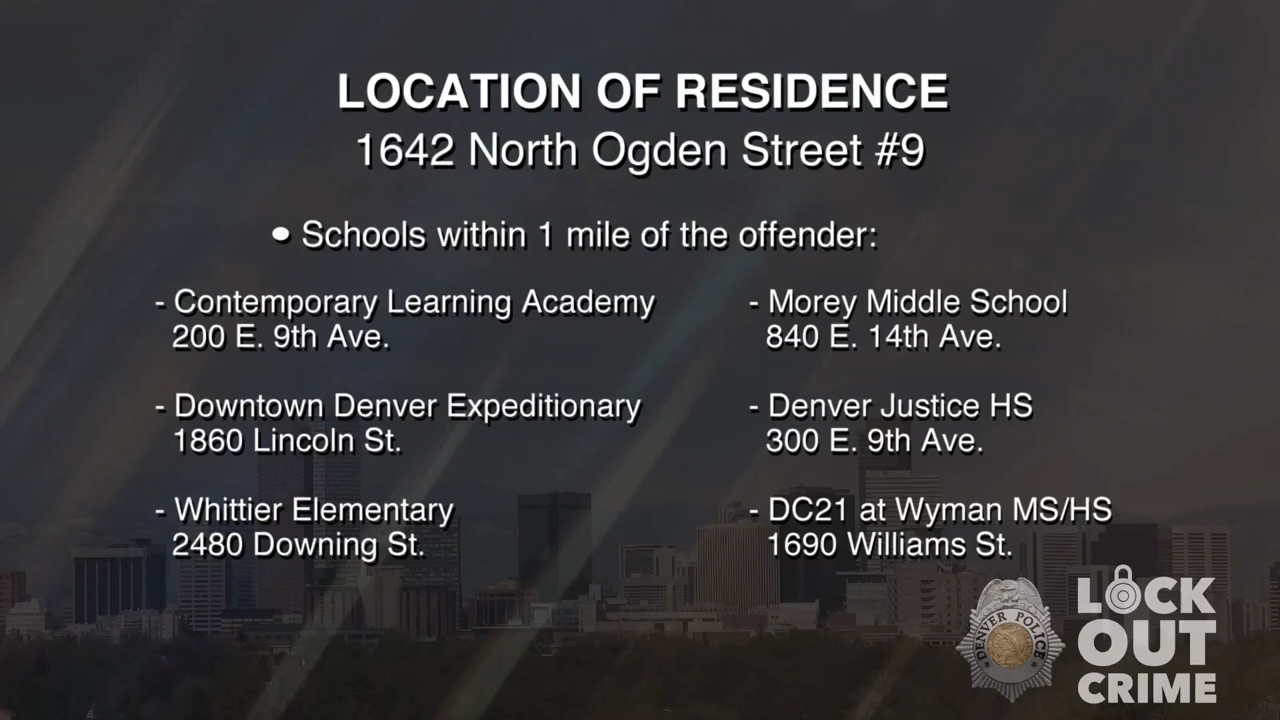 LOCATION OF RESIDENCE
1642 North Ogden Street #9
• Schools within 1 mile of the offender:
- Contemporary Learning Academy
200 E. 9th Ave.
- Downtown Denver Expeditionary
1860 Lincoln St.
- Whittier Elementary
2480 Downing St.
- Morey Middle School
840 E. 14th Ave.
- Denver Justice HS
300 E. 9th Ave.
- DC21 at Wyman MS/HS
1690 Williams St.
DENVER POLICE
LOCK
OUT
CRIME